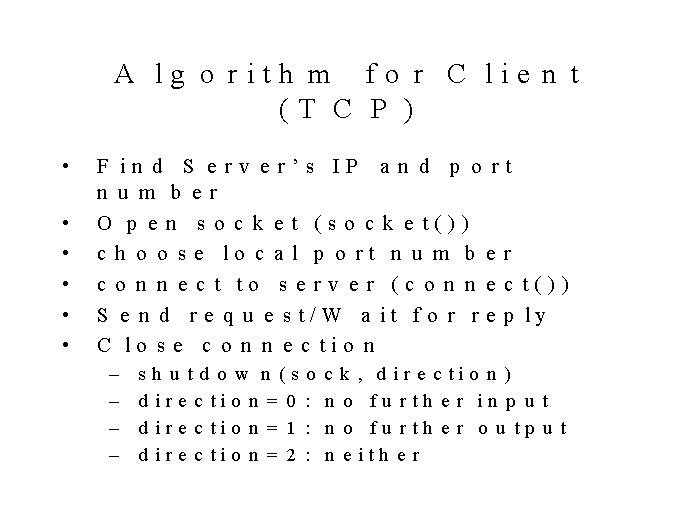 Algorithm for Client
(TCP)
• Find Server's IP and port
number
• Open socket (socket())
• choose local port number
• connect to server (connect())
• Send request/Wait for reply
• Close connection
– shutdown(sock, direction)
– direction=0: no further input
– direction=1: no further output
– direction=2: neither